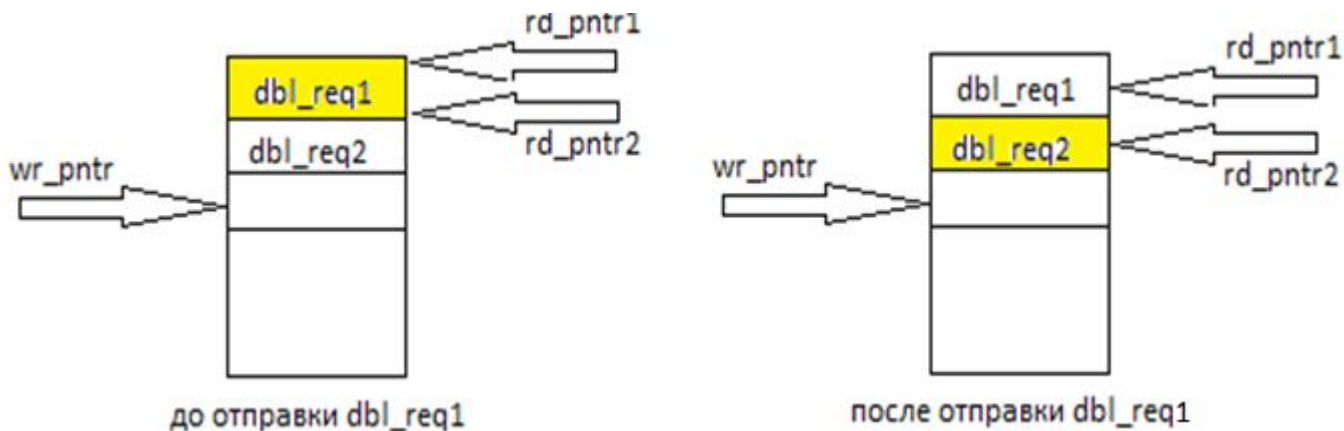 rd_pntr1
dbl_req1
rd_pntr2
dbl_req2
wr_pntr
до отправки dbl_req1
rd_pntr1
dbl_req1
dbl_req2
rd_pntr2
wr_pntr
после отправки dbl_req1